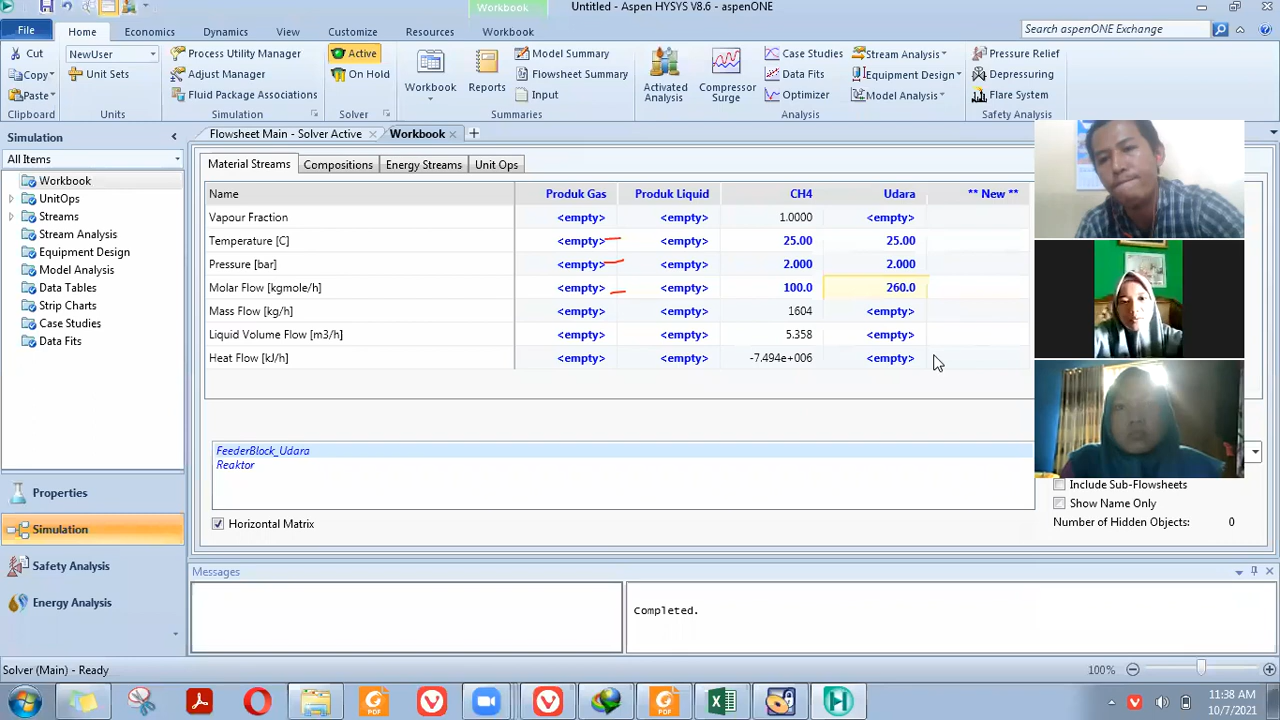 Workbook
Untitled - Aspen HYSYS V8.6 - aspenONE
File
Home
Economics
Dynamics
View
Customize
Resources
Workbook
Search aspenONE Exchange
Cut
Copy
Paste
Clipboard
NewUser
Unit Sets
Units
Process Utility Manager
Adjust Manager
Fluid Package Associations
Simulation
Active
On Hold
Solver
Workbook
Reports
Model Summary
Flowsheet Summary
Input
Summaries
Activated Analysis
Compressor Surge
Case Studies
Data Fits
Optimizer
Stream Analysis
Equipment Design
Model Analysis
Analysis
Pressure Relief
Depressuring
Flare System
Safety Analysis
Simulation
All Items
Workbook
UnitOps
Streams
Stream Analysis
Equipment Design
Model Analysis
Data Tables
Strip Charts
Case Studies
Data Fits
Properties
Simulation
Safety Analysis
Energy Analysis
Flowsheet Main - Solver Active
Workbook
Material Streams
Compositions
Energy Streams
Unit Ops
Name Produk Gas Produk Liquid CH4 Udara ** New **
Vapour Fraction <empty> <empty> 1.0000 <empty>
Temperature [C] <empty> <empty> 25.00 25.00
Pressure [bar] <empty> <empty> 2.000 2.000
Molar Flow [kgmole/h] <empty> <empty> 100.0 260.0
Mass Flow [kg/h] <empty> <empty> 1604 <empty>
Liquid Volume Flow [m3/h] <empty> <empty> 5.358 <empty>
Heat Flow [kJ/h] <empty> <empty> -7.494e+006 <empty>
FeederBlock_Udara
Reaktor
Include Sub-Flowsheets
Show Name Only
Number of Hidden Objects: 0
Horizontal Matrix
Messages
Completed.
Solver (Main) - Ready
100%
11:38 AM
10/7/2021